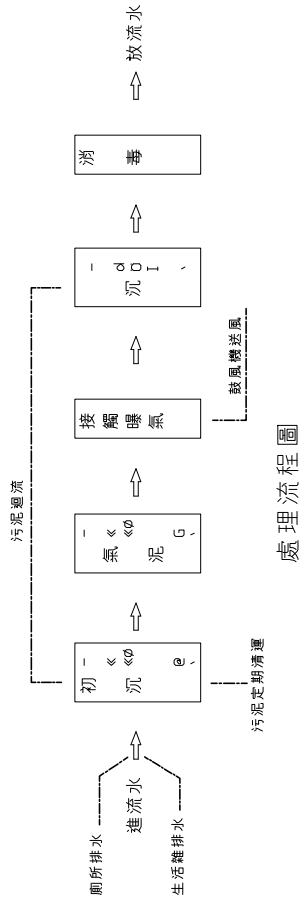 污泥迴流
廁所排水
生活雜排水
進流水
初
沉
氣
泥
接觸曝氣
沉
消毒
放流水
污泥定期清運
鼓風機送風
處理流程圖